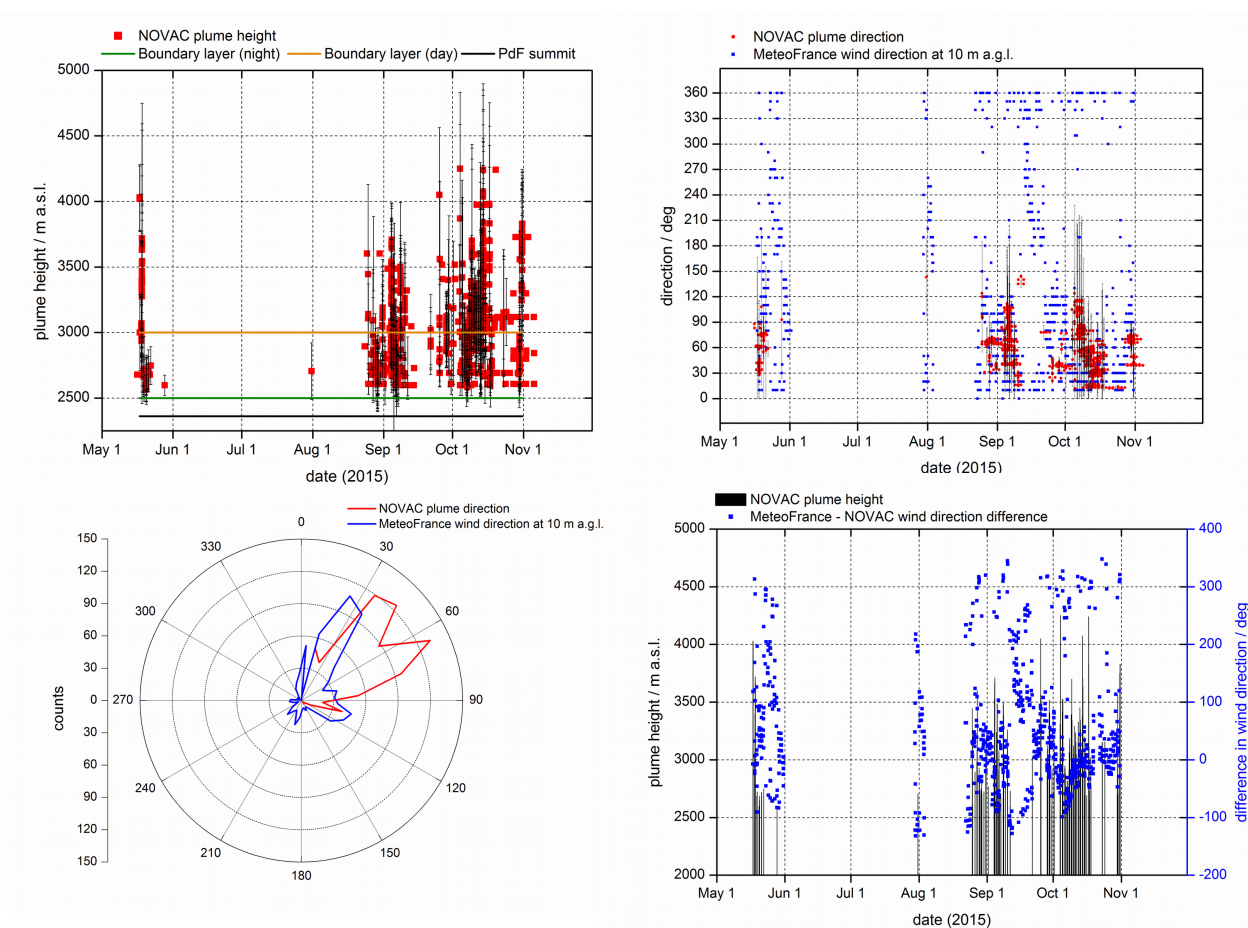 NOVAC plume height
Boundary layer (night) Boundary layer (day) PdF summit
5000
4500
4000
3500
3000
2500
plume height / m a.s.l.
May 1 Jun 1 Jul 1 Aug 1 Sep 1 Oct 1 Nov 1
date (2015)
NOVAC plume direction
MeteoFrance wind direction at 10 m a.g.l.
360
330
300
270
240
210
180
150
120
90
60
30
0
direction / deg
May 1 Jun 1 Jul 1 Aug 1 Sep 1 Oct 1 Nov 1
date (2015)
NOVAC plume direction
MeteoFrance wind direction at 10 m a.g.l.
150
120
90
60
30
0
30
60
90
120
150
counts
0
30
60
90
120
150
180
210
240
270
300
330
NOVAC plume height
MeteoFrance - NOVAC wind direction difference
5000
4500
4000
3500
3000
2500
2000
plume height / m a.s.l.
400
300
200
100
0
-100
-200
difference in wind direction / deg
May 1 Jun 1 Jul 1 Aug 1 Sep 1 Oct 1 Nov 1
date (2015)